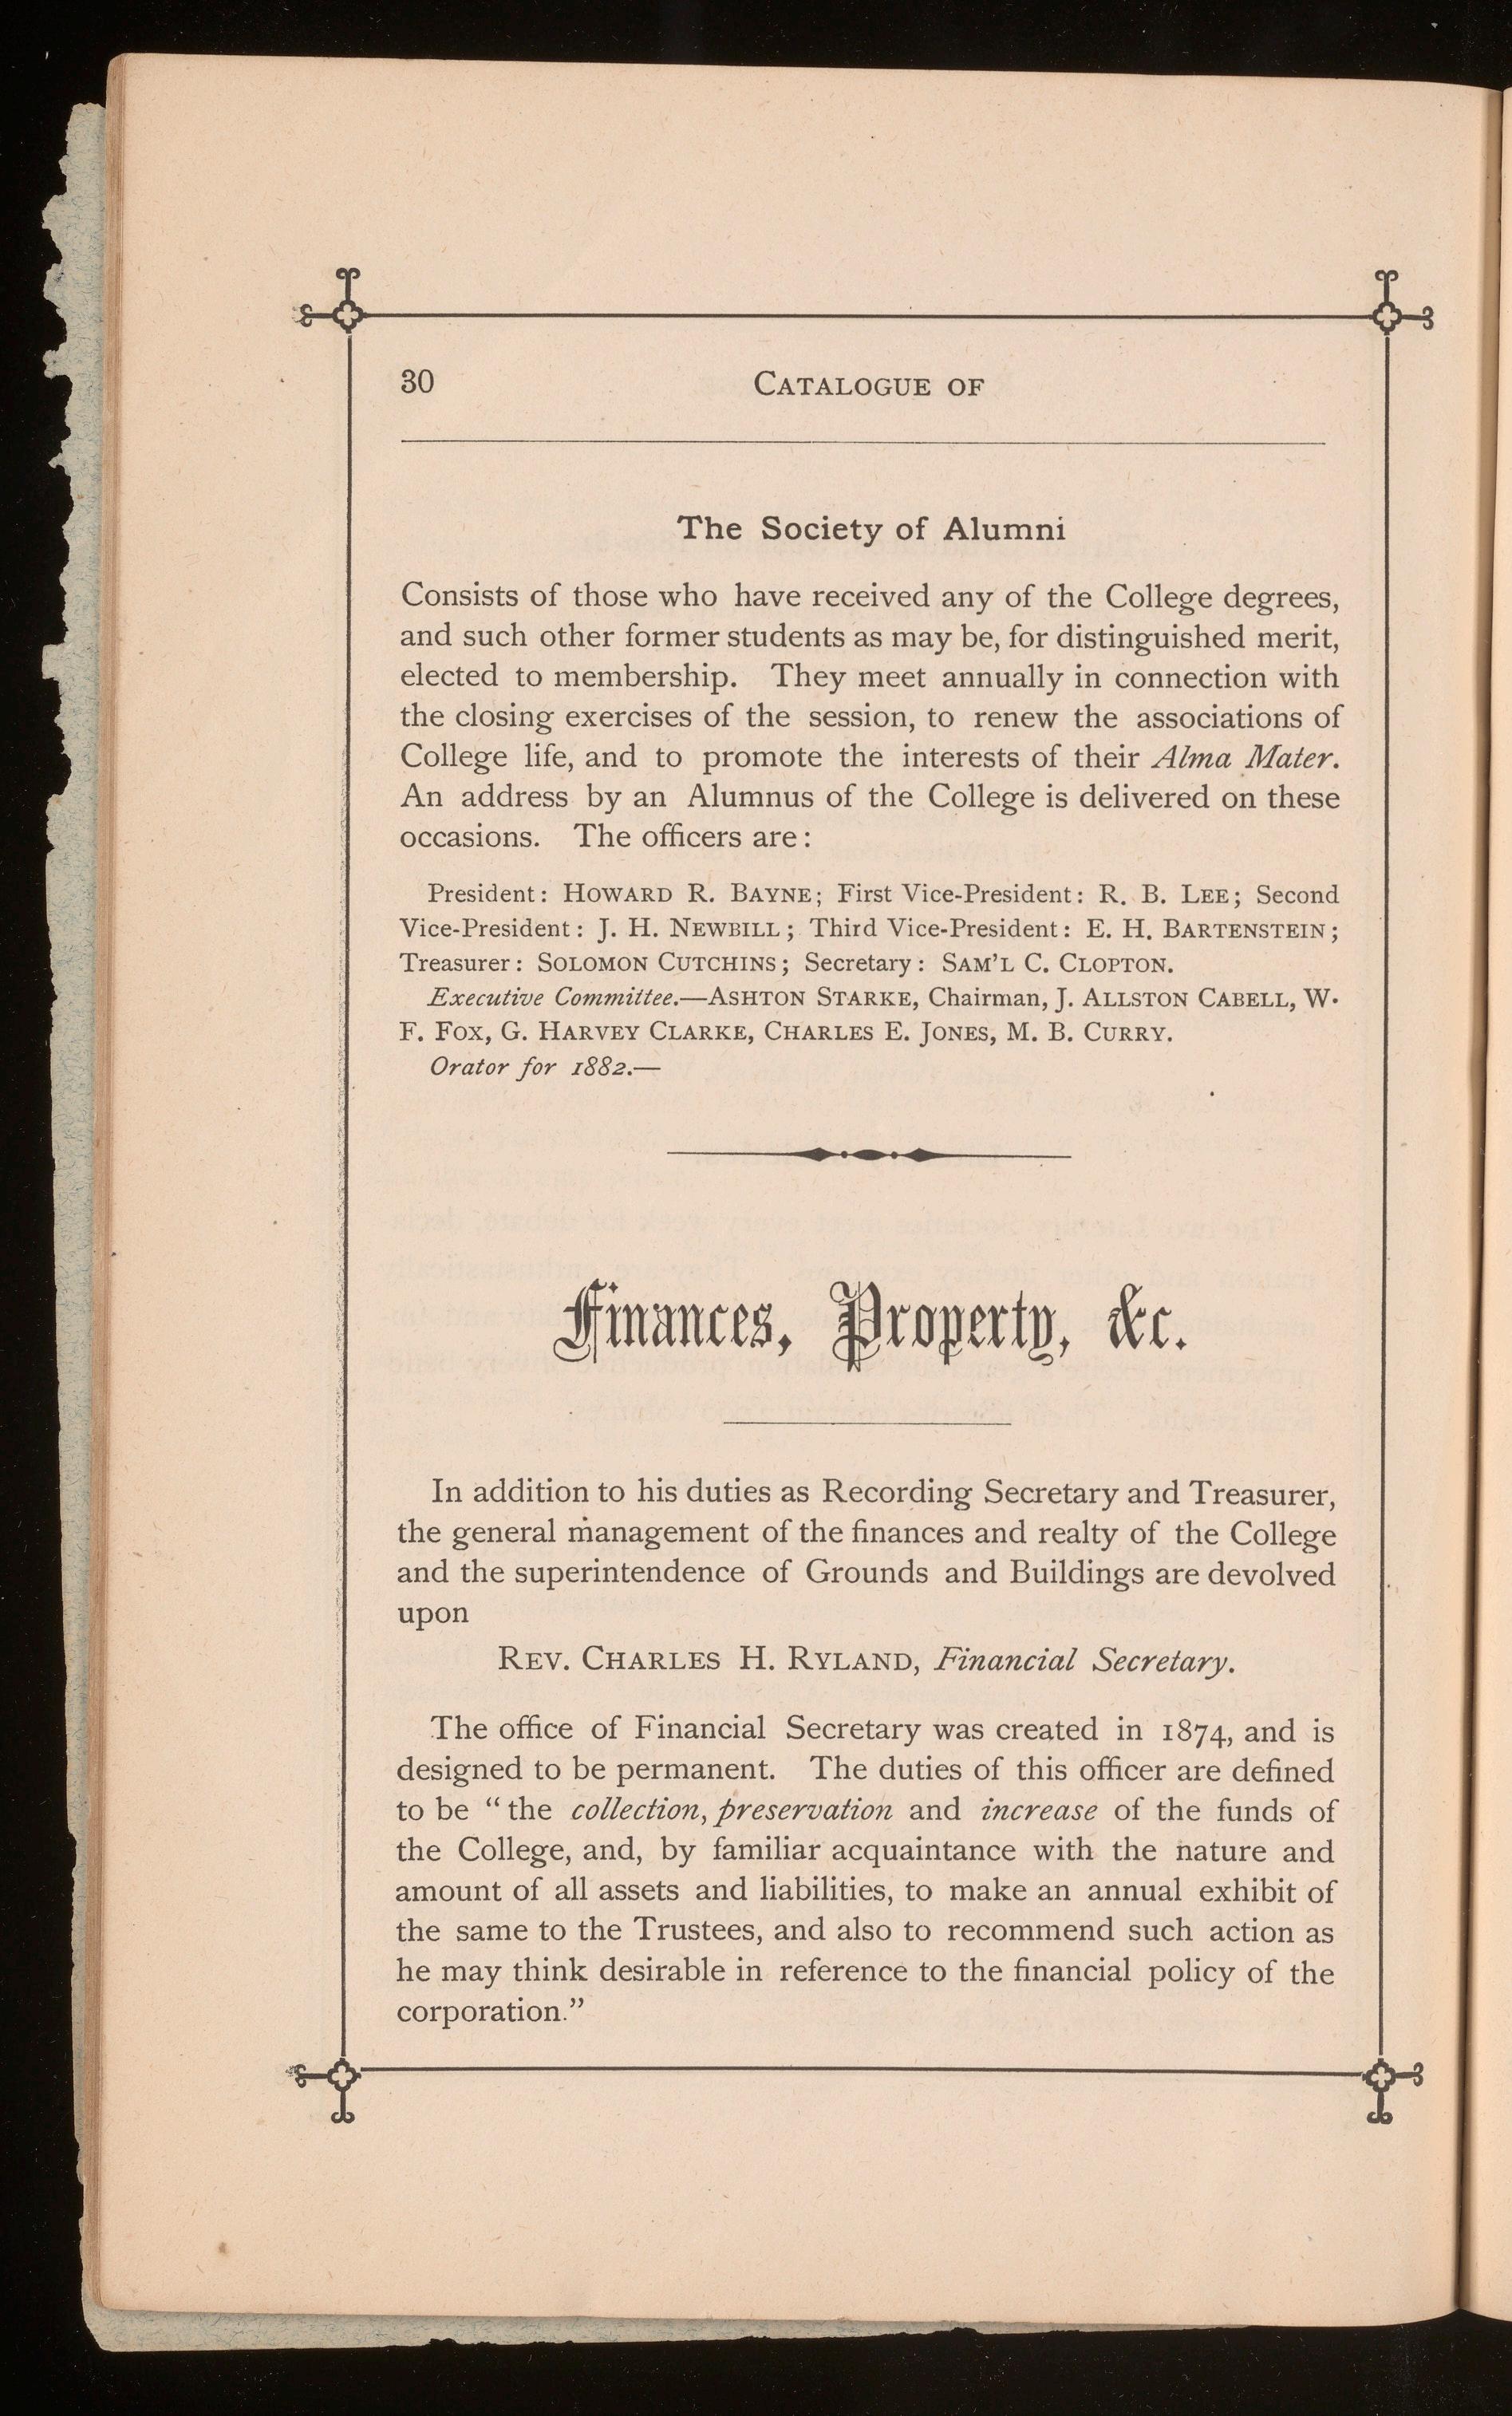 30 CATALOGUE OF
The Society of Alumni
Consists of those who have received any of the College degrees,
and such other former students as may be, for distinguished merit,
elected to membership. They meet annually in connection with
the closing exercises of the session, to renew the associations of
College life, and to promote the interests of their Alma Mater.
An address by an Alumnus of the College is delivered on these
occasions. The officers are:
President: HOWARD R. BAYNE; First Vice-President: R. B. LEE; Second
Vice-President: J. H. NEWBILL; Third Vice-President: E. H. BARTENSTEIN;
Treasurer: SOLOMON CUTCHINS; Secretary: SAM'L C. CLOPTON.
Executive Committee.—ASHTON STARKE, Chairman, J. ALLSTON CABELL, W.
F. FOX, G. HARVEY CLARKE, CHARLES E. JONES, M. B. CURRY.
Orator for 1882.—
Finances, Property, &c.
In addition to his duties as Recording Secretary and Treasurer,
the general management of the finances and realty of the College
and the superintendence of Grounds and Buildings are devolved
upon
REV. CHARLES H. RYLAND, Financial Secretary.
The office of Financial Secretary was created in 1874, and is
designed to be permanent. The duties of this officer are defined
to be "the collection, preservation and increase of the funds of
the College, and, by familiar acquaintance with the nature and
amount of all assets and liabilities, to make an annual exhibit of
the same to the Trustees, and also to recommend such action as
he may think desirable in reference to the financial policy of the
corporation."